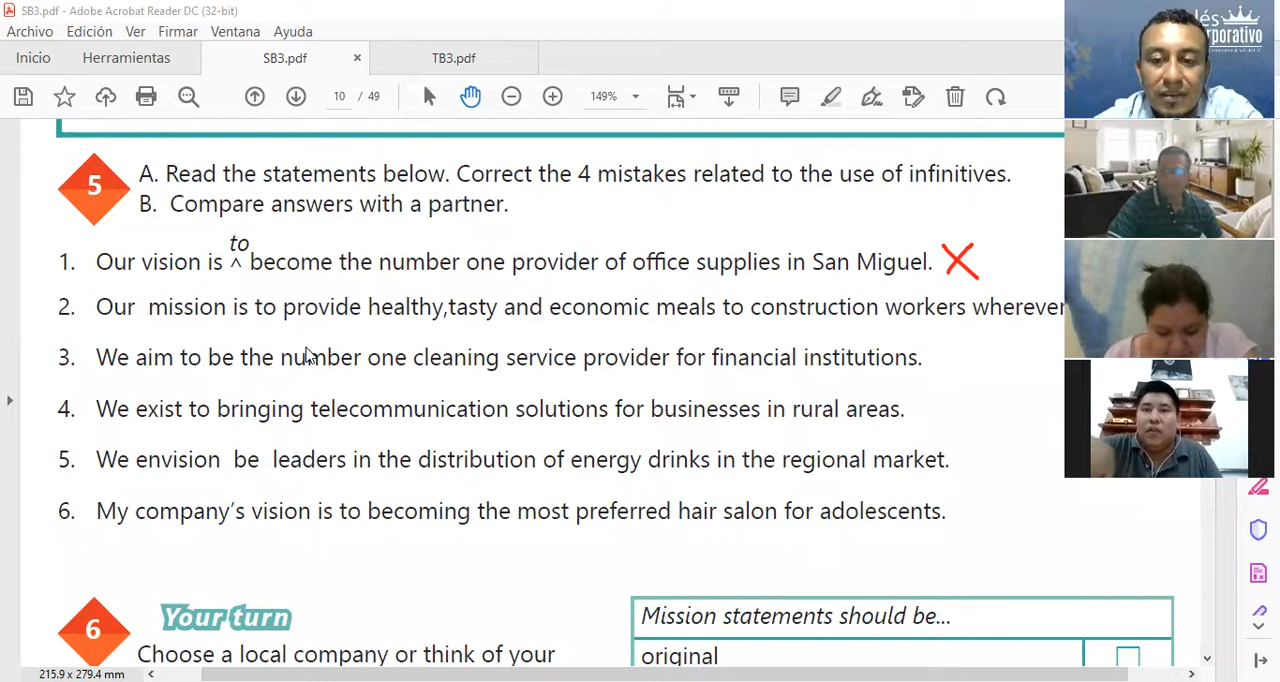 SB3.pdf - Adobe Acrobat Reader DC (32-bit)
Archivo Edición Ver Firmar Ventana Ayuda
Inicio Herramientas SB3.pdf × TB3.pdf
10 / 49 149%
5
A. Read the statements below. Correct the 4 mistakes related to the use of infinitives.
B. Compare answers with a partner.
to
1. Our vision is ^ become the number one provider of office supplies in San Miguel.
2. Our mission is to provide healthy,tasty and economic meals to construction workers wherever
3. We aim to be the number one cleaning service provider for financial institutions.
4. We exist to bringing telecommunication solutions for businesses in rural areas.
5. We envision be leaders in the distribution of energy drinks in the regional market.
6. My company's vision is to becoming the most preferred hair salon for adolescents.
6
Your turn
Choose a local company or think of your
Mission statements should be...
original
215.9 x 279.4 mm